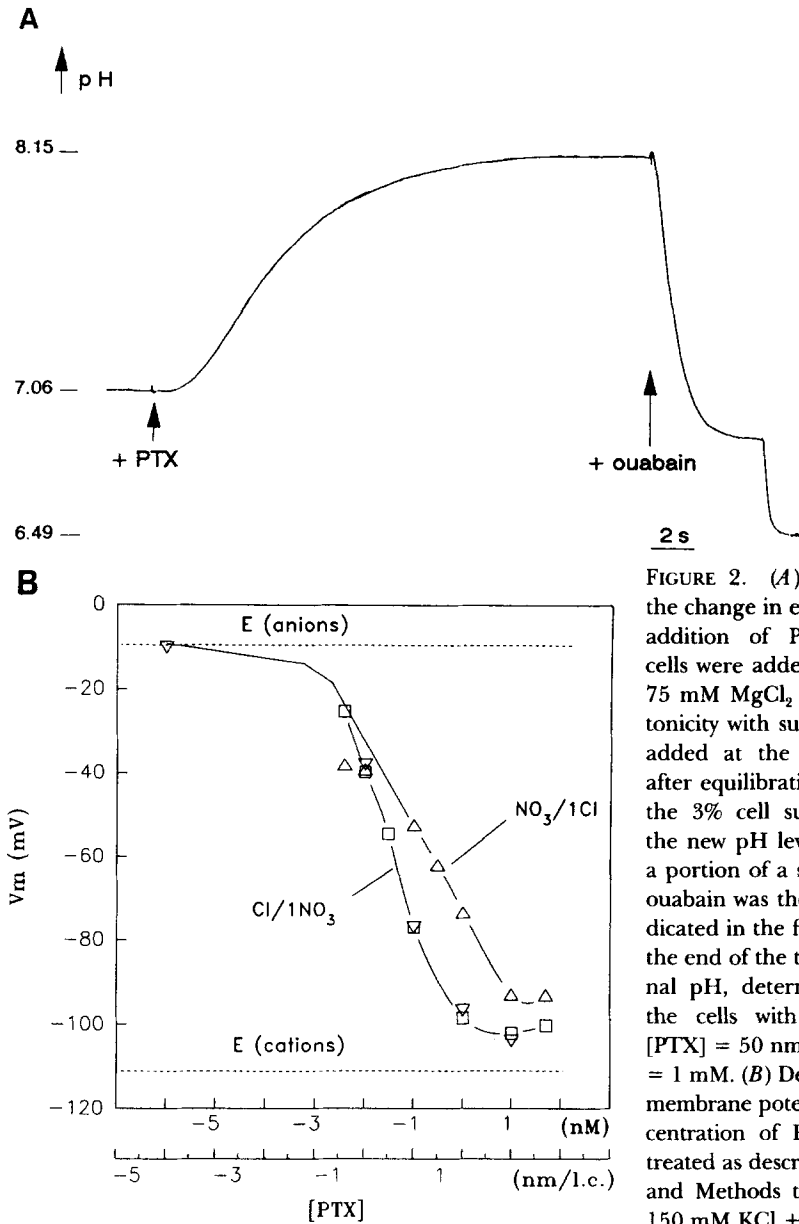 A
pH
8.15
7.06
+ PTX
+ ouabain
6.49
2 s
B
0
−20
−40
−60
−80
−100
−120
Vm (mV)
E (anions)
NO3/1Cl
Cl/1NO3
E (cations)
−5 −3 −1 1 (nM)
−5 −3 −1 1 (nm/l.c.)
[PTX]
FIGURE 2. (A)
the change in e
addition of P
cells were adde
75 mM MgCl2
tonicity with su
added at the
after equilibrati
the 3% cell su
the new pH lev
a portion of a s
ouabain was the
dicated in the f
the end of the t
nal pH, determ
the cells with
[PTX] = 50 nm
= 1 mM. (B) De
membrane pote
centration of
treated as descr
and Methods t
150 mM KCl +